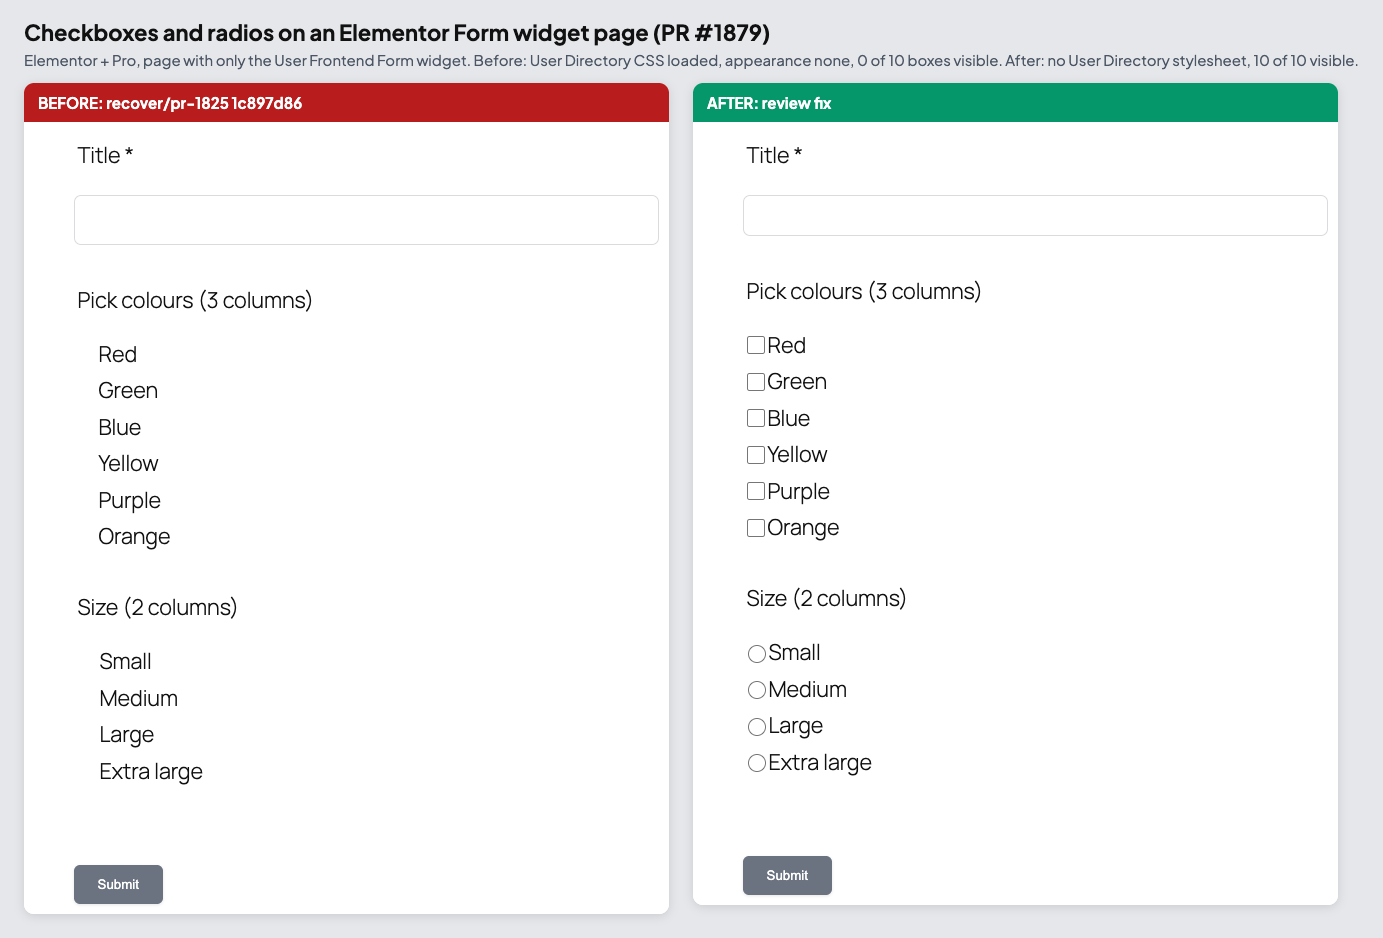 Checkboxes and radios on an Elementor Form widget page (PR #1879)
Elementor + Pro, page with only the User Frontend Form widget. Before: User Directory CSS loaded, appearance none, 0 of 10 boxes visible. After: no User Directory stylesheet, 10 of 10 visible.
BEFORE: recover/pr-1825 1c897d86
Title *
Pick colours (3 columns)
Red
Green
Blue
Yellow
Purple
Orange
Size (2 columns)
Small
Medium
Large
Extra large
Submit
AFTER: review fix
Title *
Pick colours (3 columns)
Red
Green
Blue
Yellow
Purple
Orange
Size (2 columns)
Small
Medium
Large
Extra large
Submit